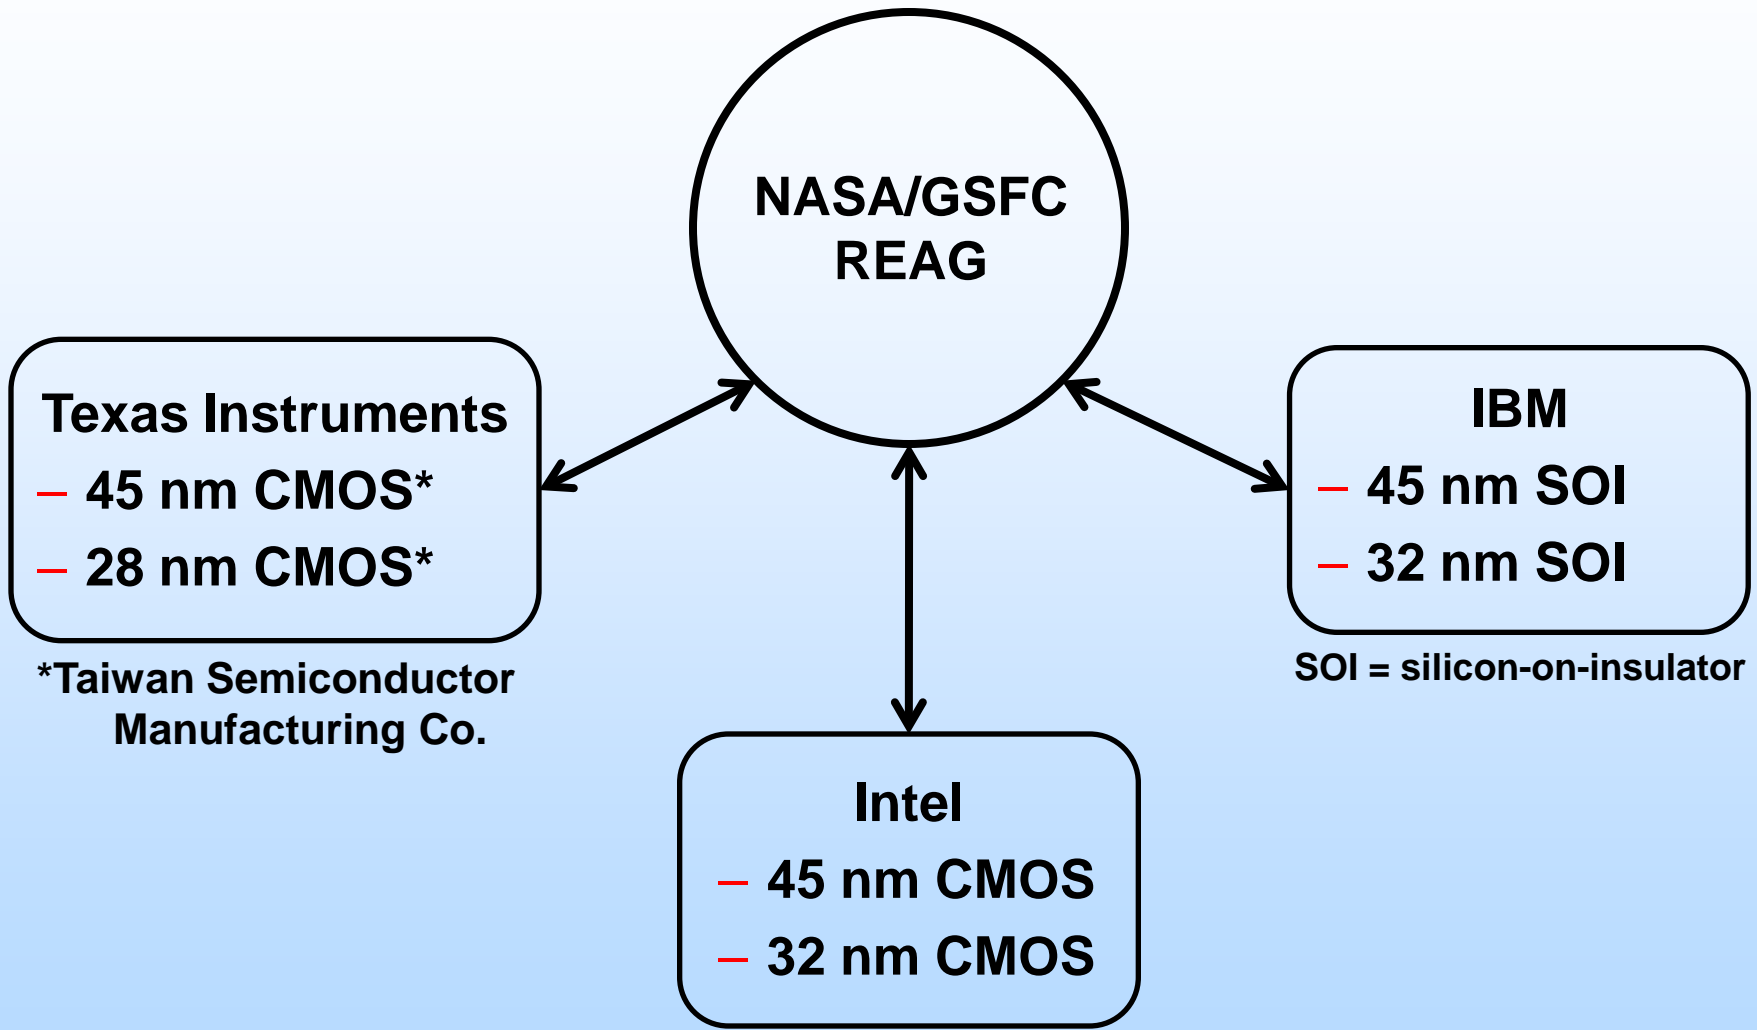 NASA/GSFC
REAG
Texas Instruments
– 45 nm CMOS*
– 28 nm CMOS*
*Taiwan Semiconductor
Manufacturing Co.
IBM
– 45 nm SOI
– 32 nm SOI
SOI = silicon-on-insulator
Intel
– 45 nm CMOS
– 32 nm CMOS